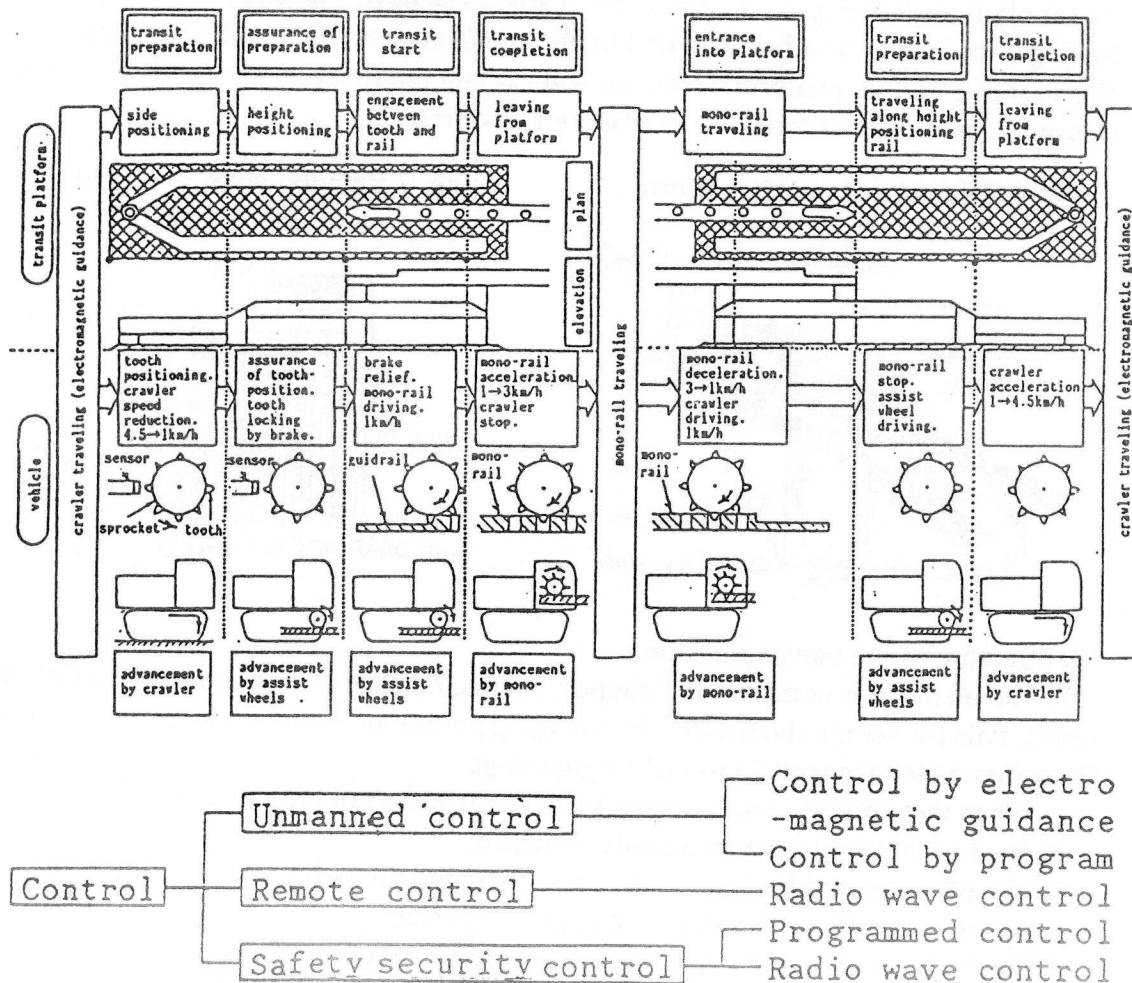 transit
preparation
assurance of
preparation
transit
start
transit
completion
entrance
into platform
transit
preparation
transit
completion
transit platform
crawler traveling (electromagnetic guidance)
side
positioning
height
positioning
engagement
between
tooth and
rail
leaving
from
platform
mono-rail
traveling
traveling
along height
positioning
rail
leaving
from
platform
plan
elevation
mono-rail traveling
crawler traveling (electromagnetic guidance)
vehicle
tooth
positioning.
crawler
speed
reduction.
4.5→1km/h
assurance
of tooth-
position.
tooth
locking
by brake.
brake
relief.
mono-rail
driving.
1km/h
mono-rail
acceleration.
1→3km/h
crawler
stop.
mono-rail
deceleration.
3→1km/h
crawler
driving.
1km/h
mono-rail
stop.
assist
wheel
driving.
crawler
acceleration
1→4.5km/h
sensor
sprocket
tooth
sensor
guidrail
mono-
rail
mono-
rail
advancement
by crawler
advancement
by assist
wheels
advancement
by assist
wheels
advancement
by mono-
rail
advancement
by mono-rail
advancement
by assist
wheels
advancement
by crawler
Control
Unmanned control
Control by electro
-magnetic guidance
Control by program
Remote control
Radio wave control
Safety security control
Programmed control
Radio wave control